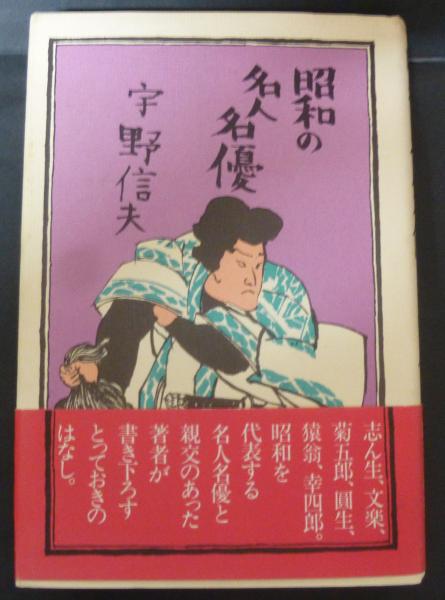 昭和の
名人名優
宇野信夫
志ん生、文楽、
菊五郎、圓生、
猿翁、幸四郎。
昭和を
代表する
名人名優と
親交のあった
著者が
書き下ろす
とっておきの
はなし。